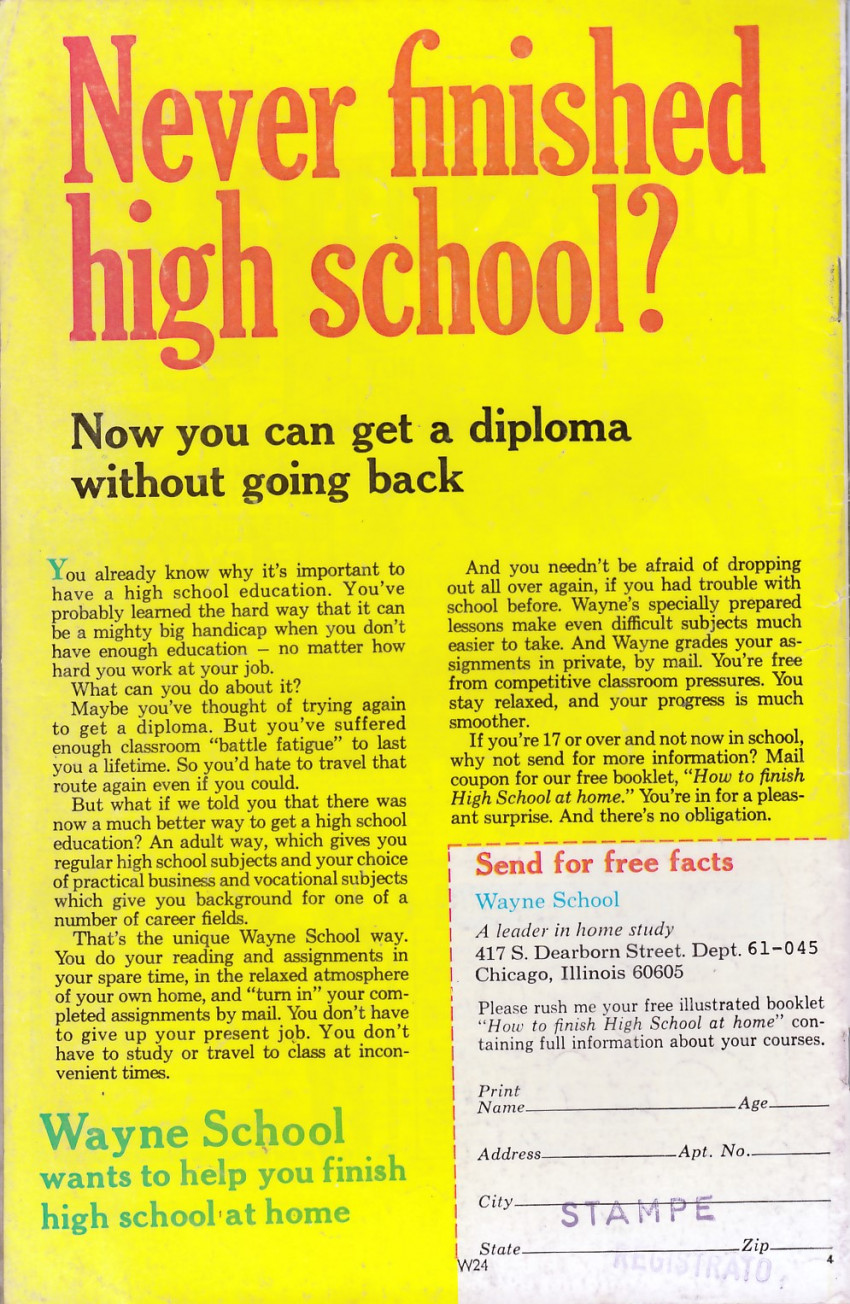 Never finished
high school?
Now you can get a diploma
without going back
You already know why it's important to
have a high school education. You've
probably learned the hard way that it can
be a mighty big handicap when you don't
have enough education – no matter how
hard you work at your job.
What can you do about it?
Maybe you've thought of trying again
to get a diploma. But you've suffered
enough classroom "battle fatigue" to last
you a lifetime. So you'd hate to travel that
route again even if you could.
But what if we told you that there was
now a much better way to get a high school
education? An adult way, which gives you
regular high school subjects and your choice
of practical business and vocational subjects
which give you background for one of a
number of career fields.
That's the unique Wayne School way.
You do your reading and assignments in
your spare time, in the relaxed atmosphere
of your own home, and "turn in" your com-
pleted assignments by mail. You don't have
to give up your present job. You don't
have to study or travel to class at incon-
venient times.
Wayne School
wants to help you finish
high school at home
And you needn't be afraid of dropping
out all over again, if you had trouble with
school before. Wayne's specially prepared
lessons make even difficult subjects much
easier to take. And Wayne grades your as-
signments in private, by mail. You're free
from competitive classroom pressures. You
stay relaxed, and your progress is much
smoother.
If you're 17 or over and not now in school,
why not send for more information? Mail
coupon for our free booklet, "How to finish
High School at home." You're in for a pleas-
ant surprise. And there's no obligation.
Send for free facts
Wayne School
A leader in home study
417 S. Dearborn Street. Dept. 61-045
Chicago, Illinois 60605
Please rush me your free illustrated booklet
"How to finish High School at home" con-
taining full information about your courses.
Print
Name Age
Address Apt. No.
City
STAMPE
State Zip
REGISTRATO
W24 4